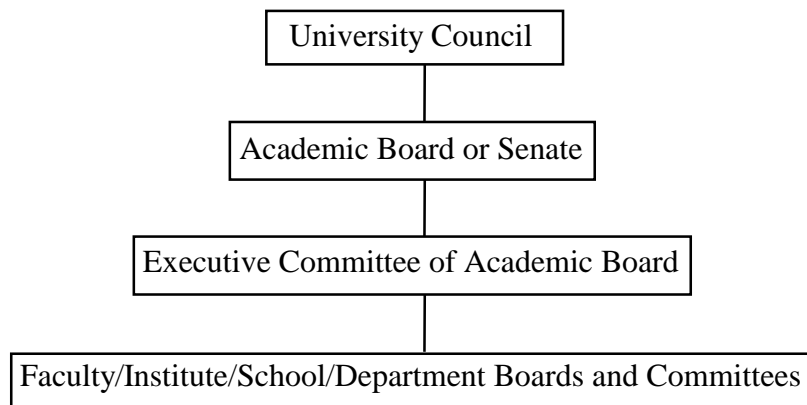 University Council
Academic Board or Senate
Executive Committee of Academic Board
Faculty/Institute/School/Department Boards and Committees